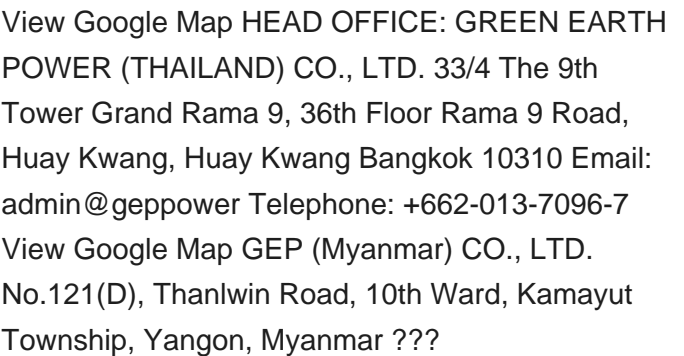 View Google Map HEAD OFFICE: GREEN EARTH
POWER (THAILAND) CO., LTD. 33/4 The 9th
Tower Grand Rama 9, 36th Floor Rama 9 Road,
Huay Kwang, Huay Kwang Bangkok 10310 Email:
admin@geppower Telephone: +662-013-7096-7
View Google Map GEP (Myanmar) CO., LTD.
No.121(D), Thanlwin Road, 10th Ward, Kamayut
Township, Yangon, Myanmar ???